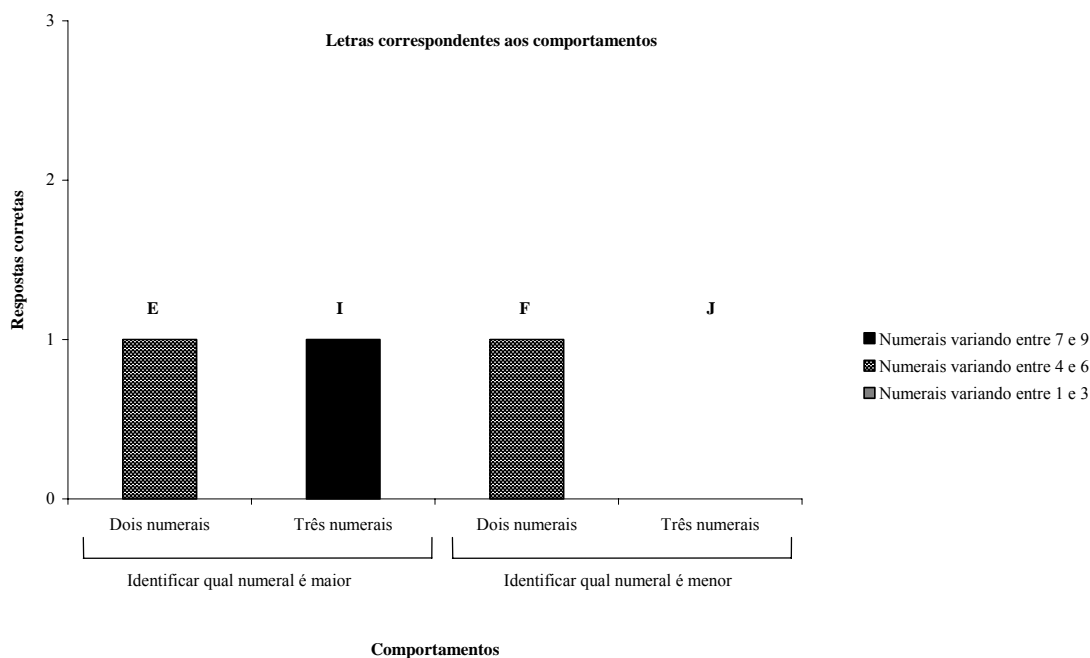 Letras correspondentes aos comportamentos
Respostas corretas
3
2
1
0
E
I
F
J
Numerais variando entre 7 e 9
Numerais variando entre 4 e 6
Numerais variando entre 1 e 3
Dois numerais
Três numerais
Dois numerais
Três numerais
Identificar qual numeral é maior
Identificar qual numeral é menor
Comportamentos